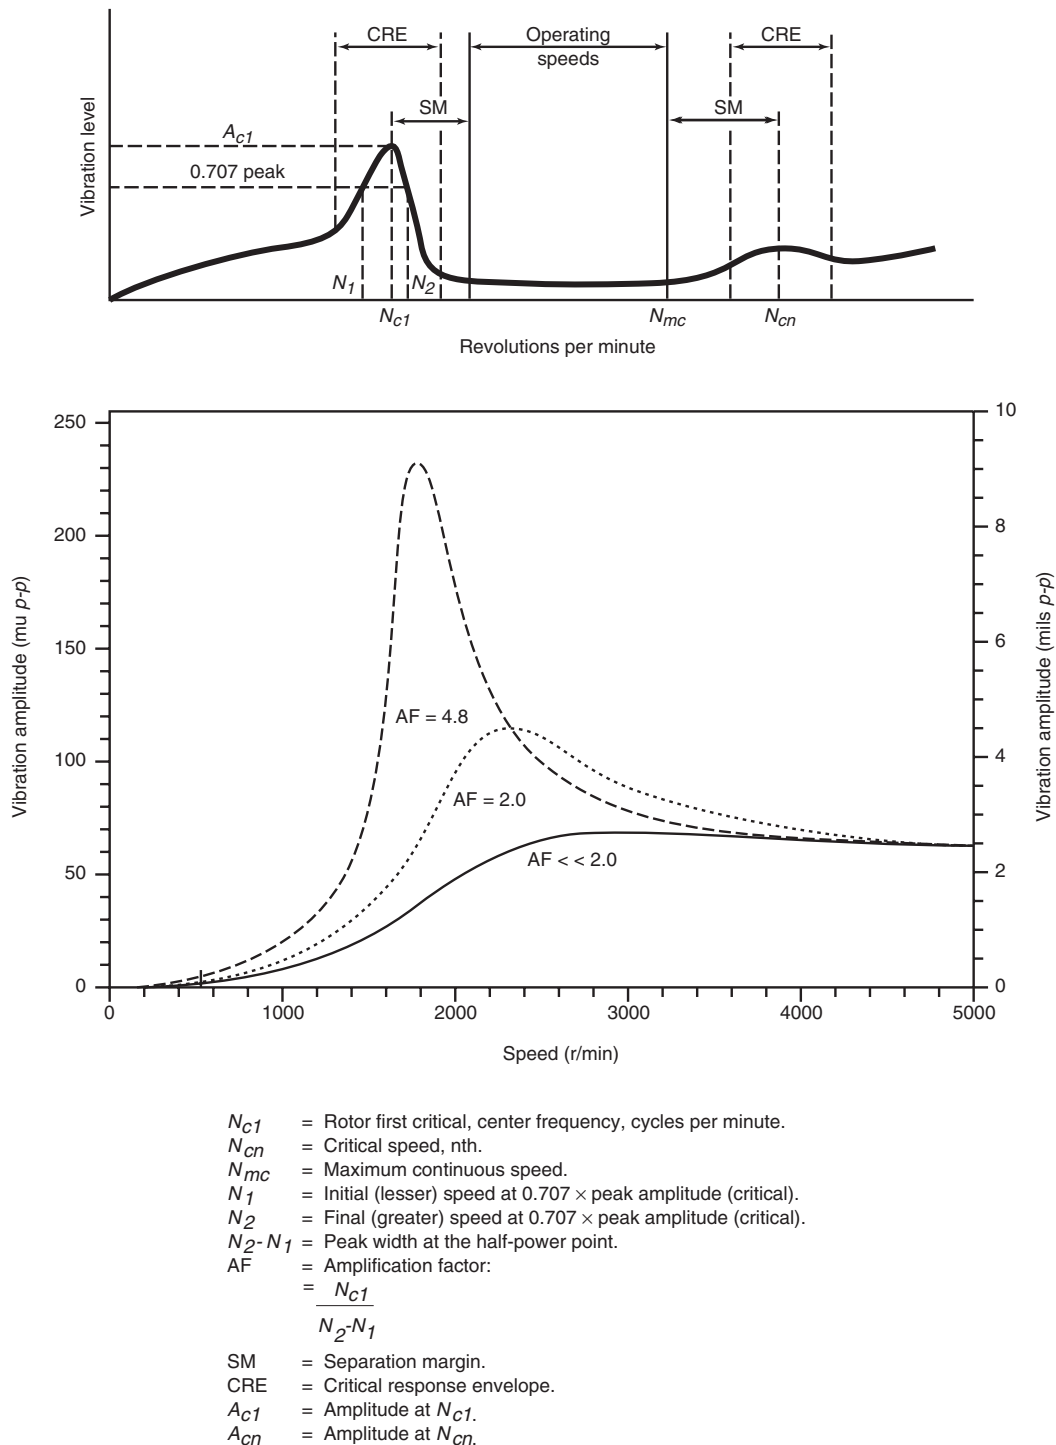 CRE
Operating
speeds
CRE
SM
SM
Vibration level
A_c1
0.707 peak
N_1
N_2
N_c1
N_mc
N_cn
Revolutions per minute
250
200
150
100
50
0
Vibration amplitude (mu p-p)
10
8
6
4
2
0
Vibration amplitude (mils p-p)
AF = 4.8
AF = 2.0
AF < < 2.0
0
1000
2000
3000
4000
5000
Speed (r/min)
N_c1 = Rotor first critical, center frequency, cycles per minute.
N_cn = Critical speed, nth.
N_mc = Maximum continuous speed.
N_1 = Initial (lesser) speed at 0.707 × peak amplitude (critical).
N_2 = Final (greater) speed at 0.707 × peak amplitude (critical).
N_2-N_1 = Peak width at the half-power point.
AF = Amplification factor:
= N_c1
N_2-N_1
SM = Separation margin.
CRE = Critical response envelope.
A_c1 = Amplitude at N_c1.
A_cn = Amplitude at N_cn.